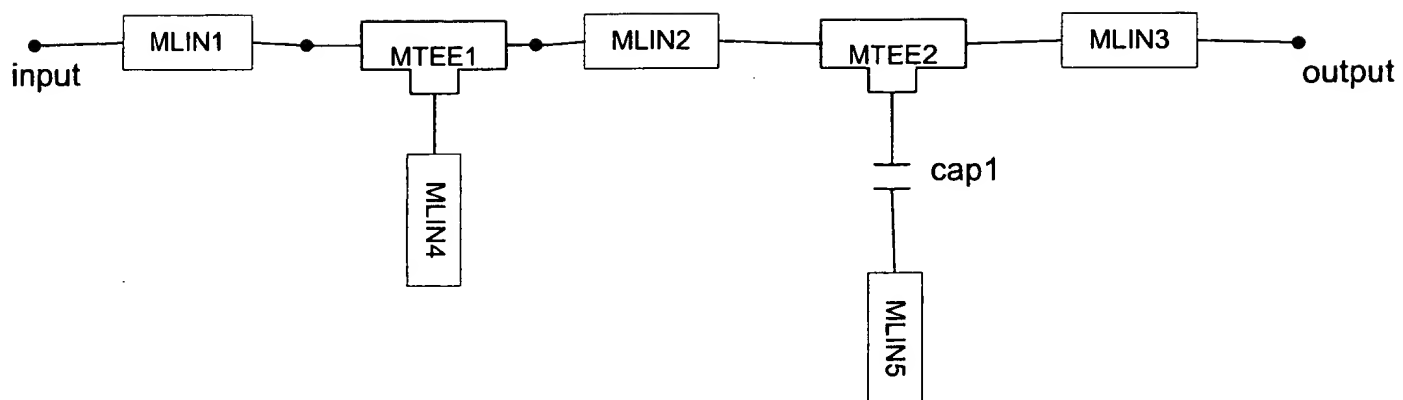 input
MLIN1
MTEE1
MLIN2
MTEE2
MLIN3
output
MLIN4
cap1
MLIN5